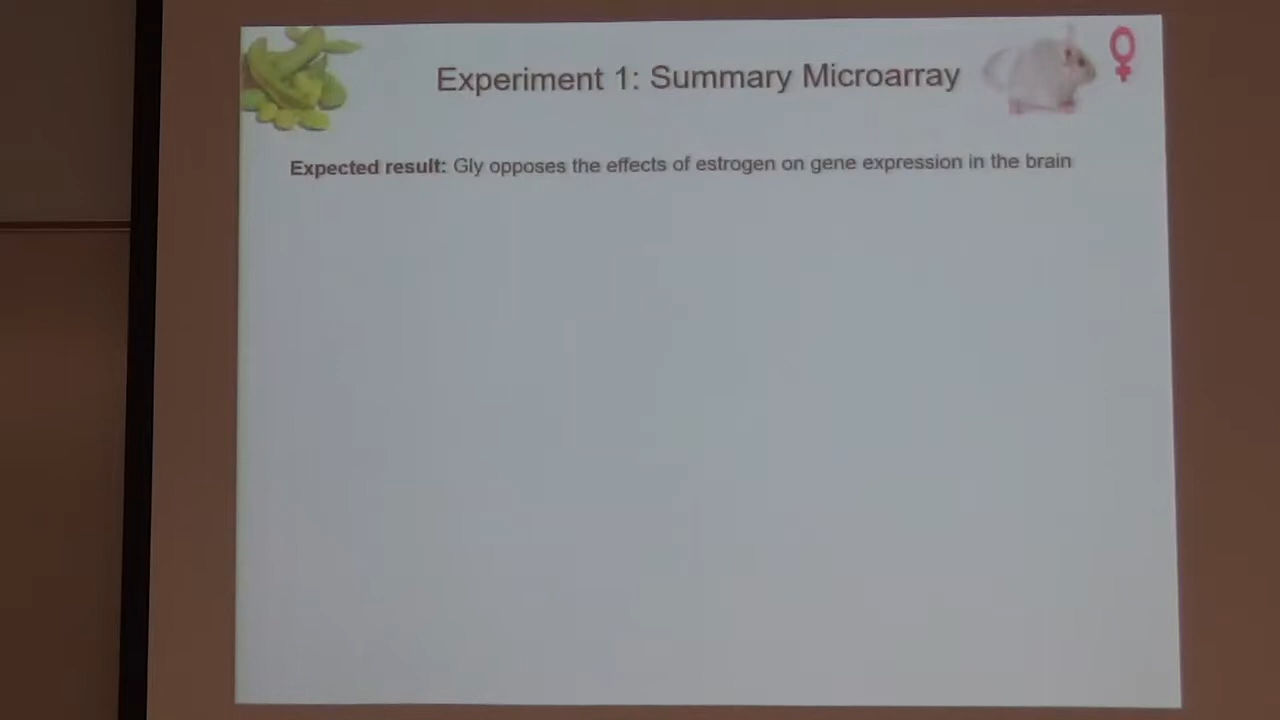 Experiment 1: Summary Microarray
Expected result: Gly opposes the effects of estrogen on gene expression in the brain